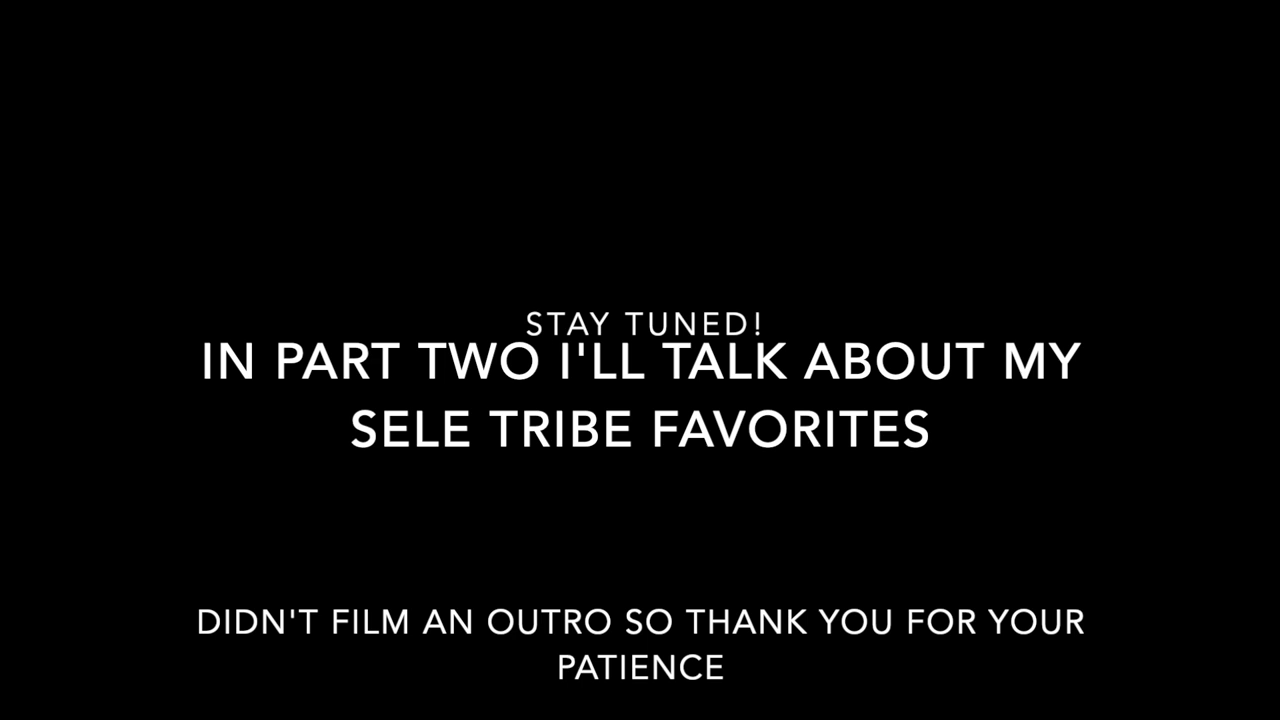 STAY TUNED!
IN PART TWO I'LL TALK ABOUT MY
SELE TRIBE FAVORITES
DIDN'T FILM AN OUTRO SO THANK YOU FOR YOUR
PATIENCE